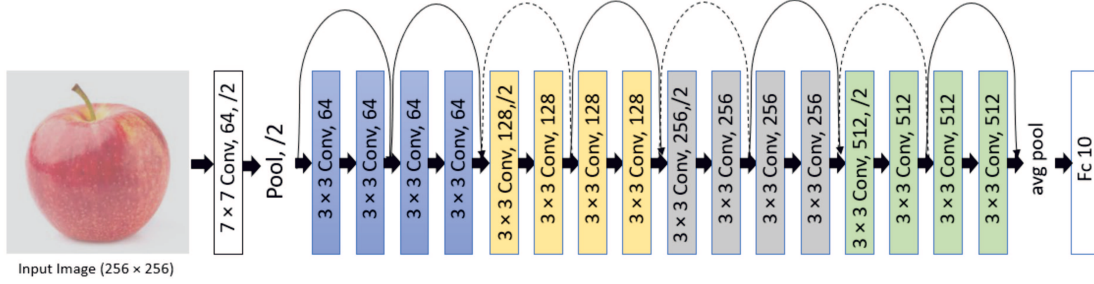 Input Image (256 × 256)
7 × 7 Conv, 64, /2
Pool, /2
3 × 3 Conv, 64
3 × 3 Conv, 64
3 × 3 Conv, 64
3 × 3 Conv, 64
3 × 3 Conv, 128,/2
3 × 3 Conv, 128
3 × 3 Conv, 128
3 × 3 Conv, 128
3 × 3 Conv, 256,/2
3 × 3 Conv, 256
3 × 3 Conv, 256
3 × 3 Conv, 256
3 × 3 Conv, 512, /2
3 × 3 Conv, 512
3 × 3 Conv, 512
3 × 3 Conv, 512
avg pool
Fc 10